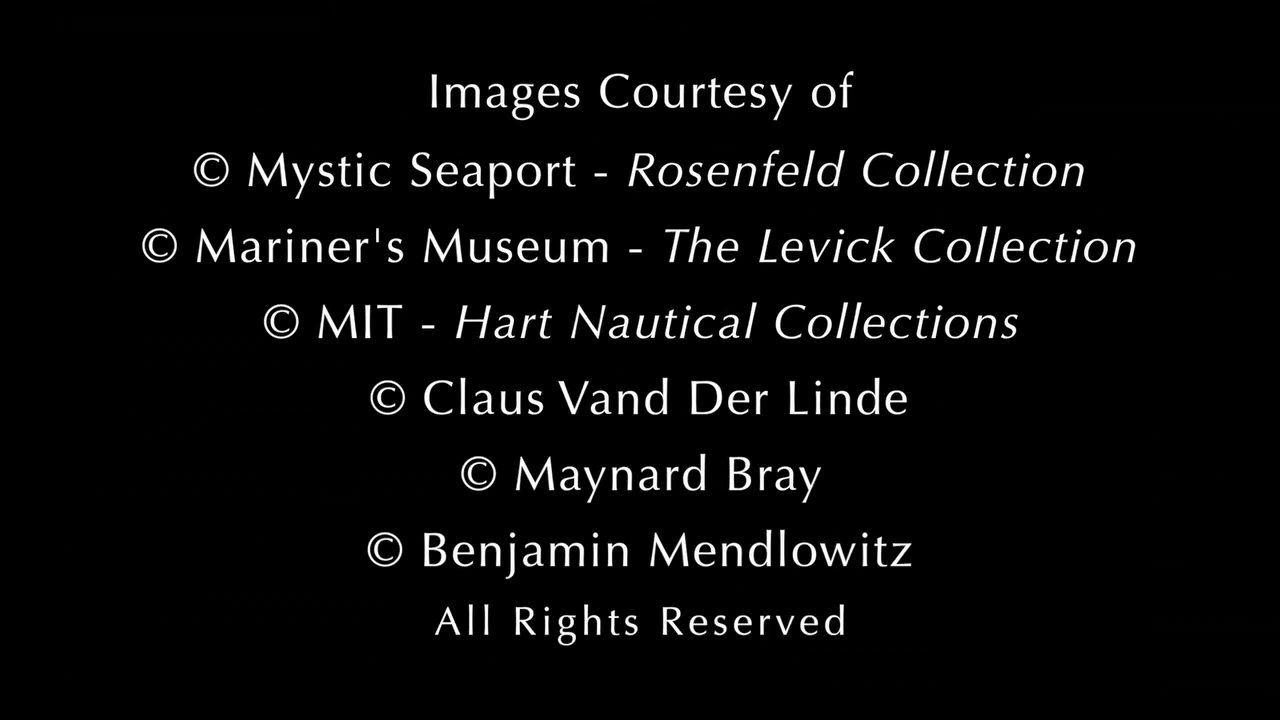 Images Courtesy of
© Mystic Seaport - Rosenfeld Collection
© Mariner's Museum - The Levick Collection
© MIT - Hart Nautical Collections
© Claus Vand Der Linde
© Maynard Bray
© Benjamin Mendlowitz
All Rights Reserved